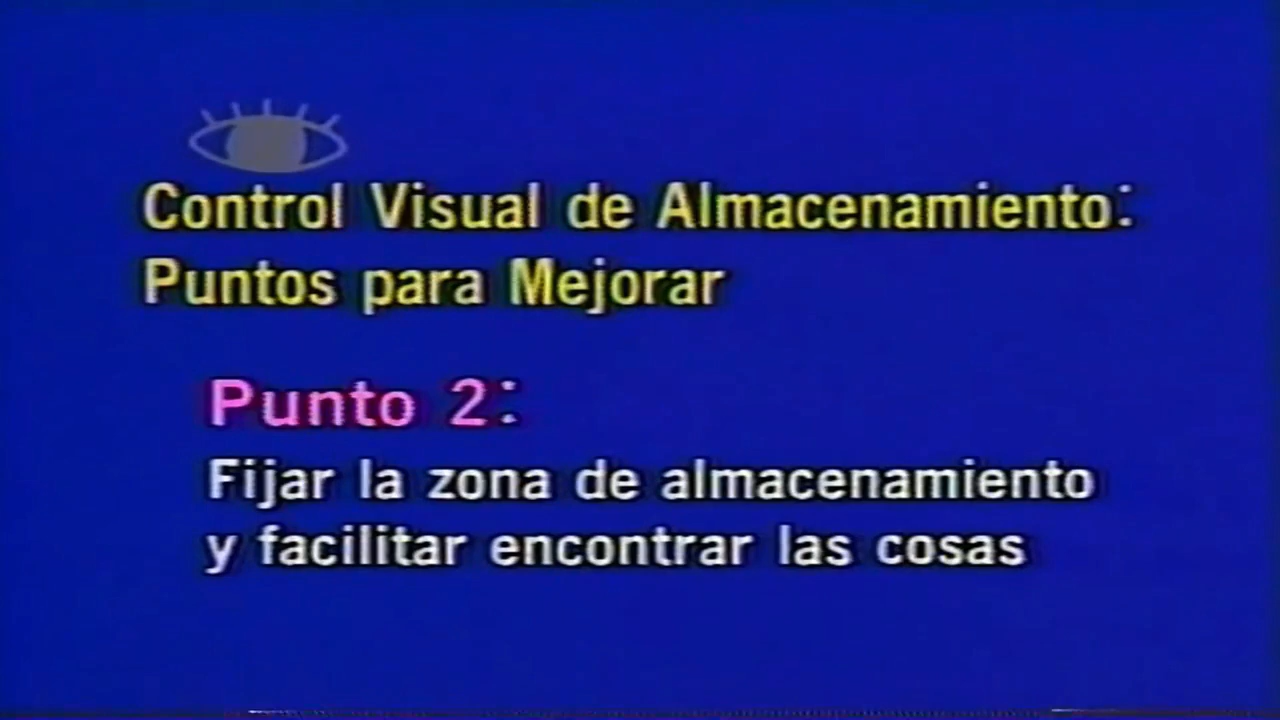 Control Visual de Almacenamiento:
Puntos para Mejorar
Punto 2:
Fijar la zona de almacenamiento
y facilitar encontrar las cosas